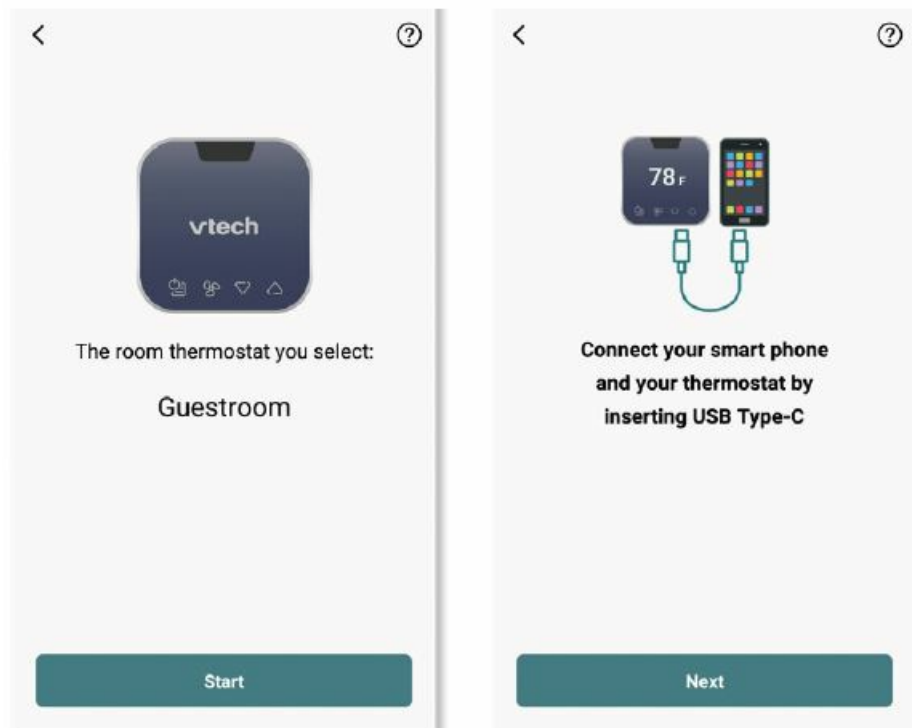 vtech
The room thermostat you select:
Guestroom
Start
78 F
Connect your smart phone
and your thermostat by
inserting USB Type-C
Next